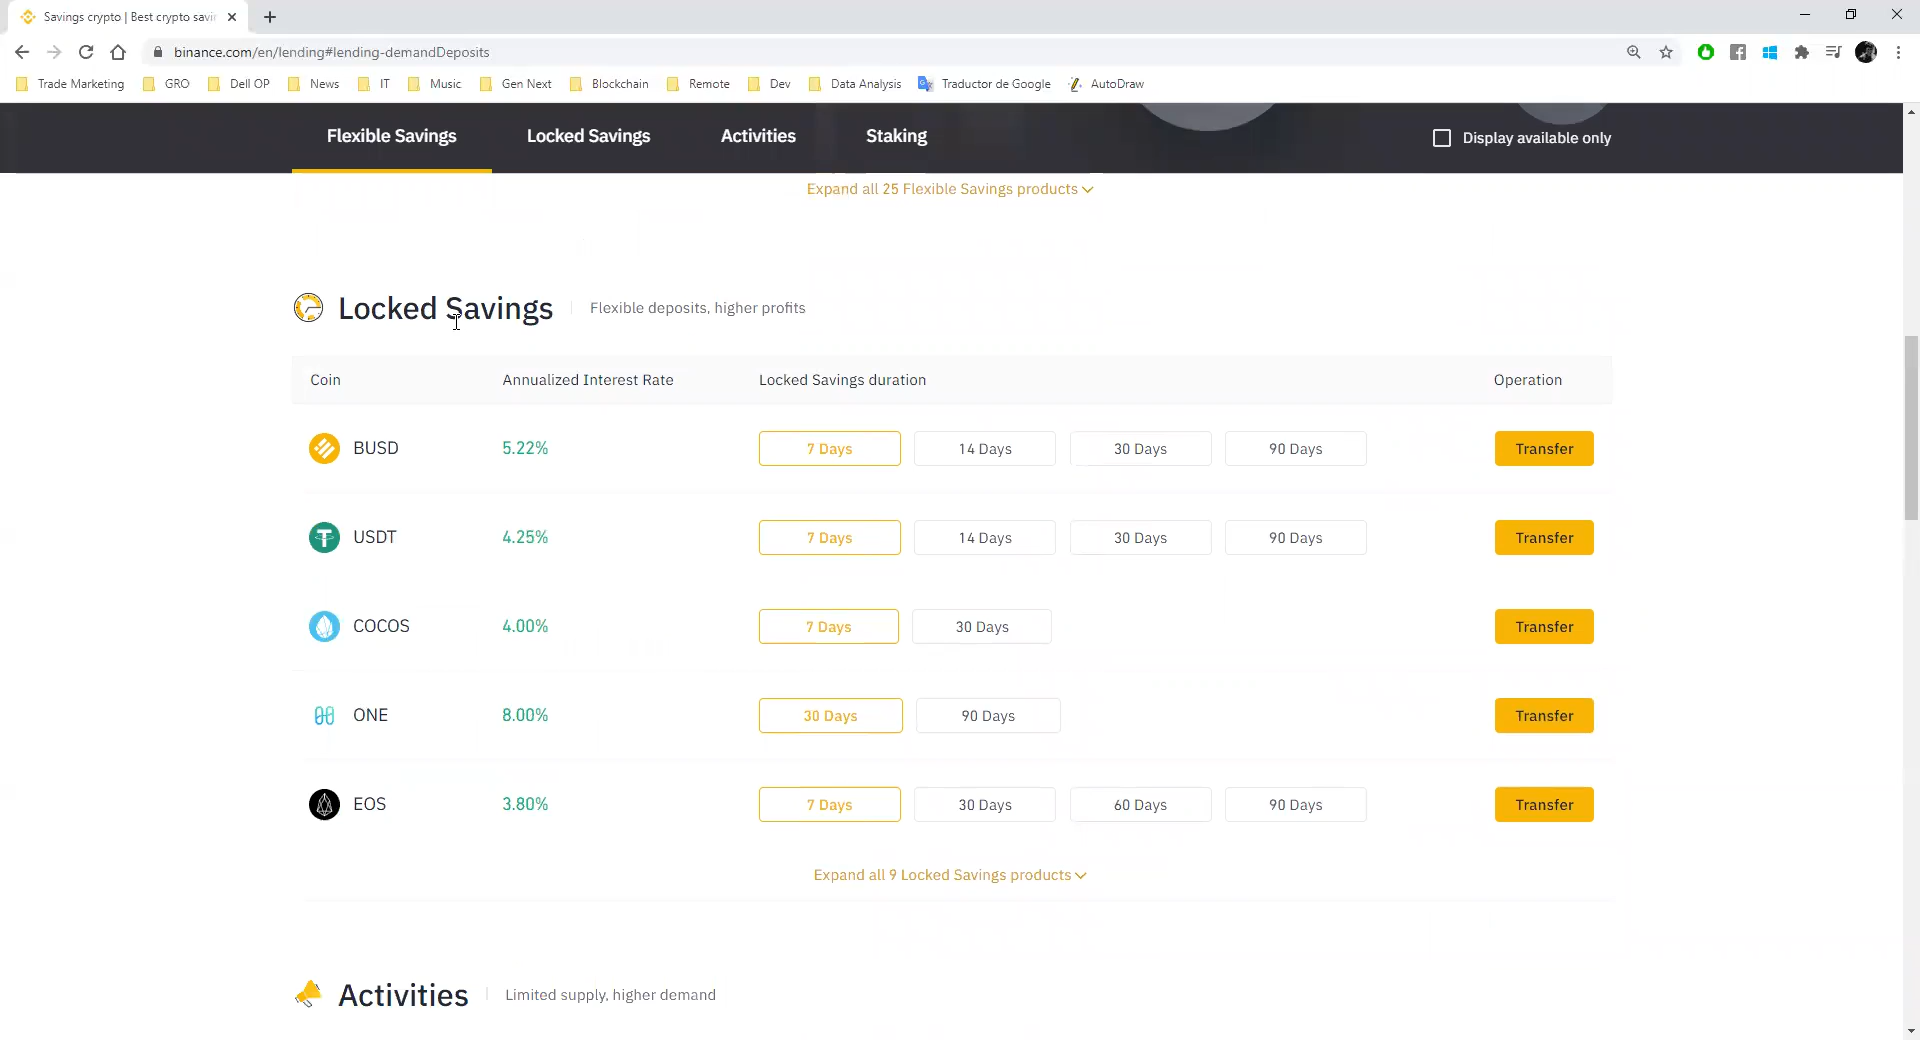 Savings crypto | Best crypto savi
binance.com/en/lending#lending-demandDeposits
Trade Marketing GRO Dell OP News IT Music Gen Next Blockchain Remote Dev Data Analysis Traductor de Google AutoDraw
Flexible Savings Locked Savings Activities Staking Display available only
Expand all 25 Flexible Savings products
Locked Savings Flexible deposits, higher profits
Coin Annualized Interest Rate Locked Savings duration Operation
BUSD 5.22% 7 Days 14 Days 30 Days 90 Days Transfer
USDT 4.25% 7 Days 14 Days 30 Days 90 Days Transfer
COCOS 4.00% 7 Days 30 Days Transfer
ONE 8.00% 30 Days 90 Days Transfer
EOS 3.80% 7 Days 30 Days 60 Days 90 Days Transfer
Expand all 9 Locked Savings products
Activities Limited supply, higher demand